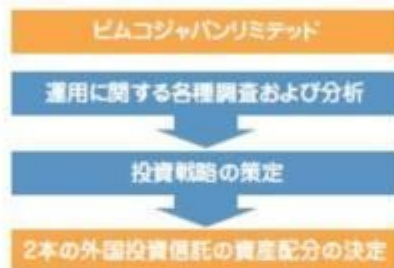 ピムコジャパンリミテッド
運用に関する各種調査および分析
投資戦略の策定
2本の外国投資信託の資産配分の決定